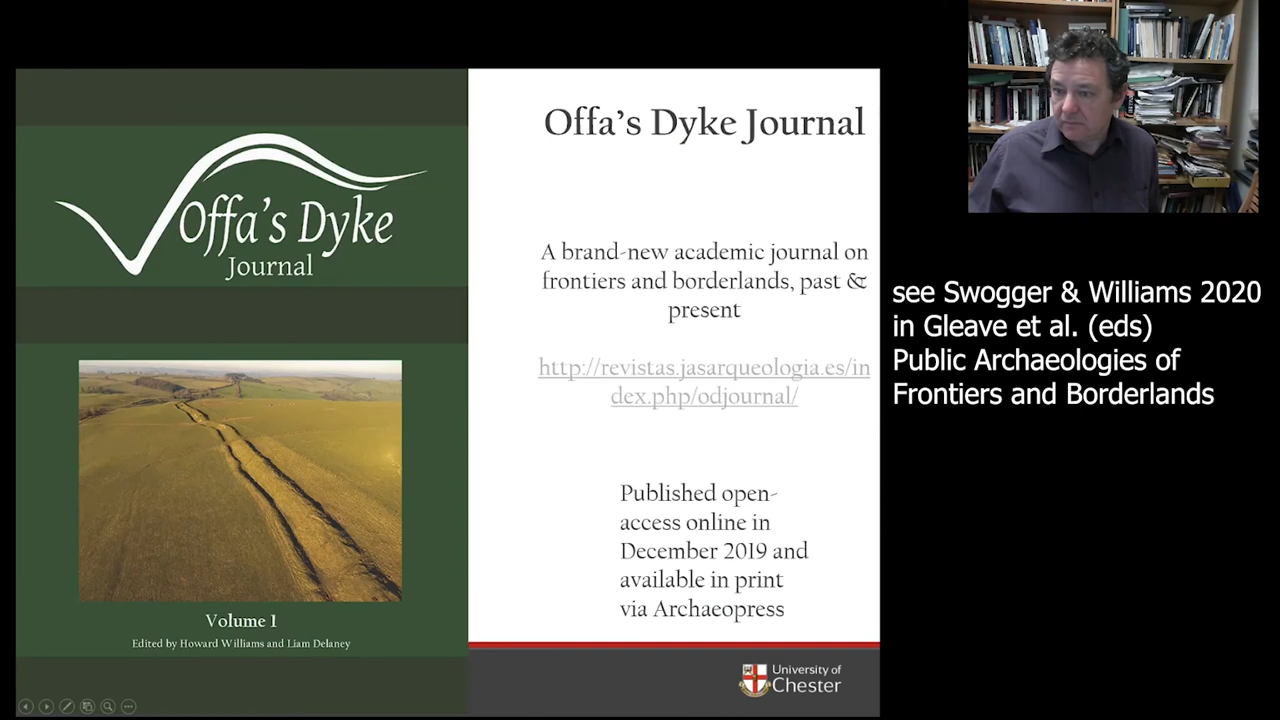 Offa's Dyke
Journal
Volume 1
Edited by Howard Williams and Liam Delaney
Offa's Dyke Journal
A brand-new academic journal on
frontiers and borderlands, past &
present
http://revistas.jasarqueologia.es/in
dex.php/odjournal/
Published open-
access online in
December 2019 and
available in print
via Archaeopress
University of
Chester
see Swogger & Williams 2020
in Gleave et al. (eds)
Public Archaeologies of
Frontiers and Borderlands